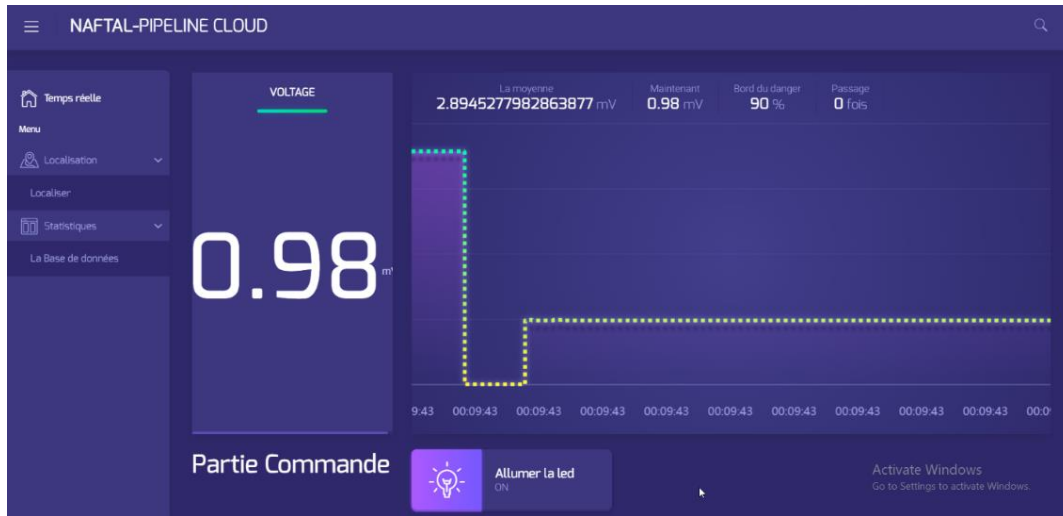 NAFTAL-PIPELINE CLOUD
Temps réelle
Menu
Localisation
Localiser
Statistiques
La Base de données
VOLTAGE
0.98 m
La moyenne
2.8945277982863877 mV
Maintenant
0.98 mV
Bord du danger
90 %
Passage
0 fois
9:43 00:09:43 00:09:43 00:09:43 00:09:43 00:09:43 00:09:43 00:09:43 00:09:43 00:09:43 00:0
Partie Commande
Allumer la led
ON
Activate Windows
Go to Settings to activate Windows.